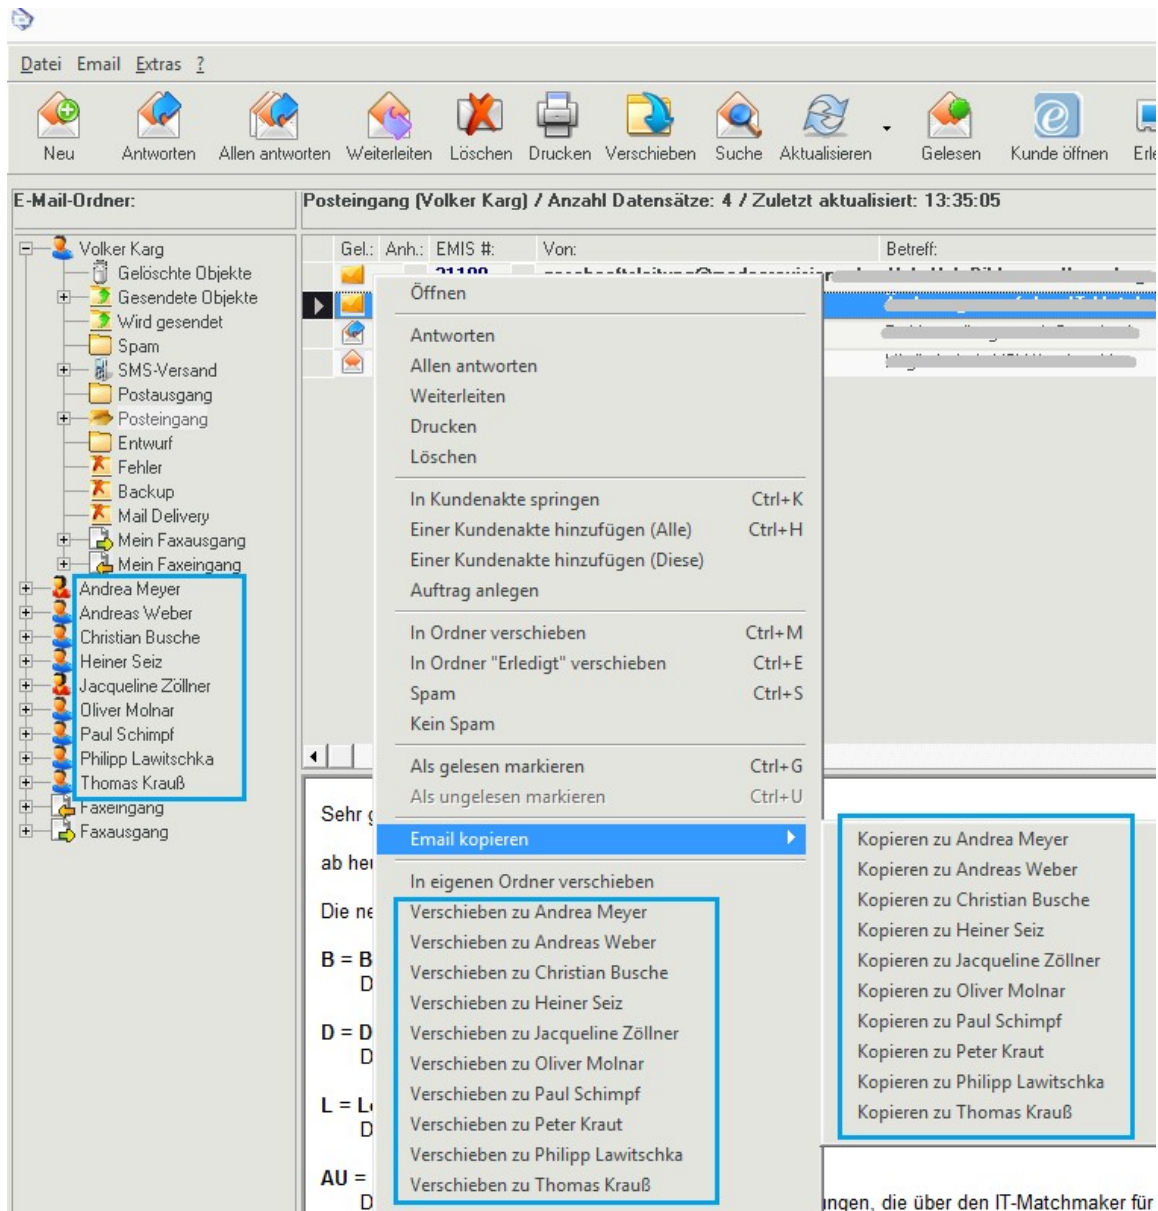 Datei Email Extras ?
Neu Antworten Allen antworten Weiterleiten Löschen Drucken Verschieben Suche Aktualisieren Gelesen Kunde öffnen
E-Mail-Ordner:
Posteingang (Volker Karg) / Anzahl Datensätze: 4 / Zuletzt aktualisiert: 13:35:05
Volker Karg
Gelöschte Objekte
Gesendete Objekte
Wird gesendet
Spam
SMS-Versand
Postausgang
Posteingang
Entwurf
Fehler
Backup
Mail Delivery
Mein Faxausgang
Mein Faxeingang
Andrea Meyer
Andreas Weber
Christian Busche
Heiner Seiz
Jacqueline Zöllner
Oliver Molnar
Paul Schimpf
Philipp Lawitschka
Thomas Krauß
Faxeingang
Faxausgang
Gel.: Anh.: EMIS #: Von: Betreff:
Öffnen
Antworten
Allen antworten
Weiterleiten
Drucken
Löschen
In Kundenakte springen Ctrl+K
Einer Kundenakte hinzufügen (Alle) Ctrl+H
Einer Kundenakte hinzufügen (Diese)
Auftrag anlegen
In Ordner verschieben Ctrl+M
In Ordner "Erledigt" verschieben Ctrl+E
Spam Ctrl+S
Kein Spam
Als gelesen markieren Ctrl+G
Als ungelesen markieren Ctrl+U
Email kopieren
In eigenen Ordner verschieben
Verschieben zu Andrea Meyer
Verschieben zu Andreas Weber
Verschieben zu Christian Busche
Verschieben zu Heiner Seiz
Verschieben zu Jacqueline Zöllner
Verschieben zu Oliver Molnar
Verschieben zu Paul Schimpf
Verschieben zu Peter Kraut
Verschieben zu Philipp Lawitschka
Verschieben zu Thomas Krauß
Kopieren zu Andrea Meyer
Kopieren zu Andreas Weber
Kopieren zu Christian Busche
Kopieren zu Heiner Seiz
Kopieren zu Jacqueline Zöllner
Kopieren zu Oliver Molnar
Kopieren zu Paul Schimpf
Kopieren zu Peter Kraut
Kopieren zu Philipp Lawitschka
Kopieren zu Thomas Krauß
Sehr
ab
Die
B = B
D
D = D
D
L =
D
AU =
D
die über den IT-Matchmaker für